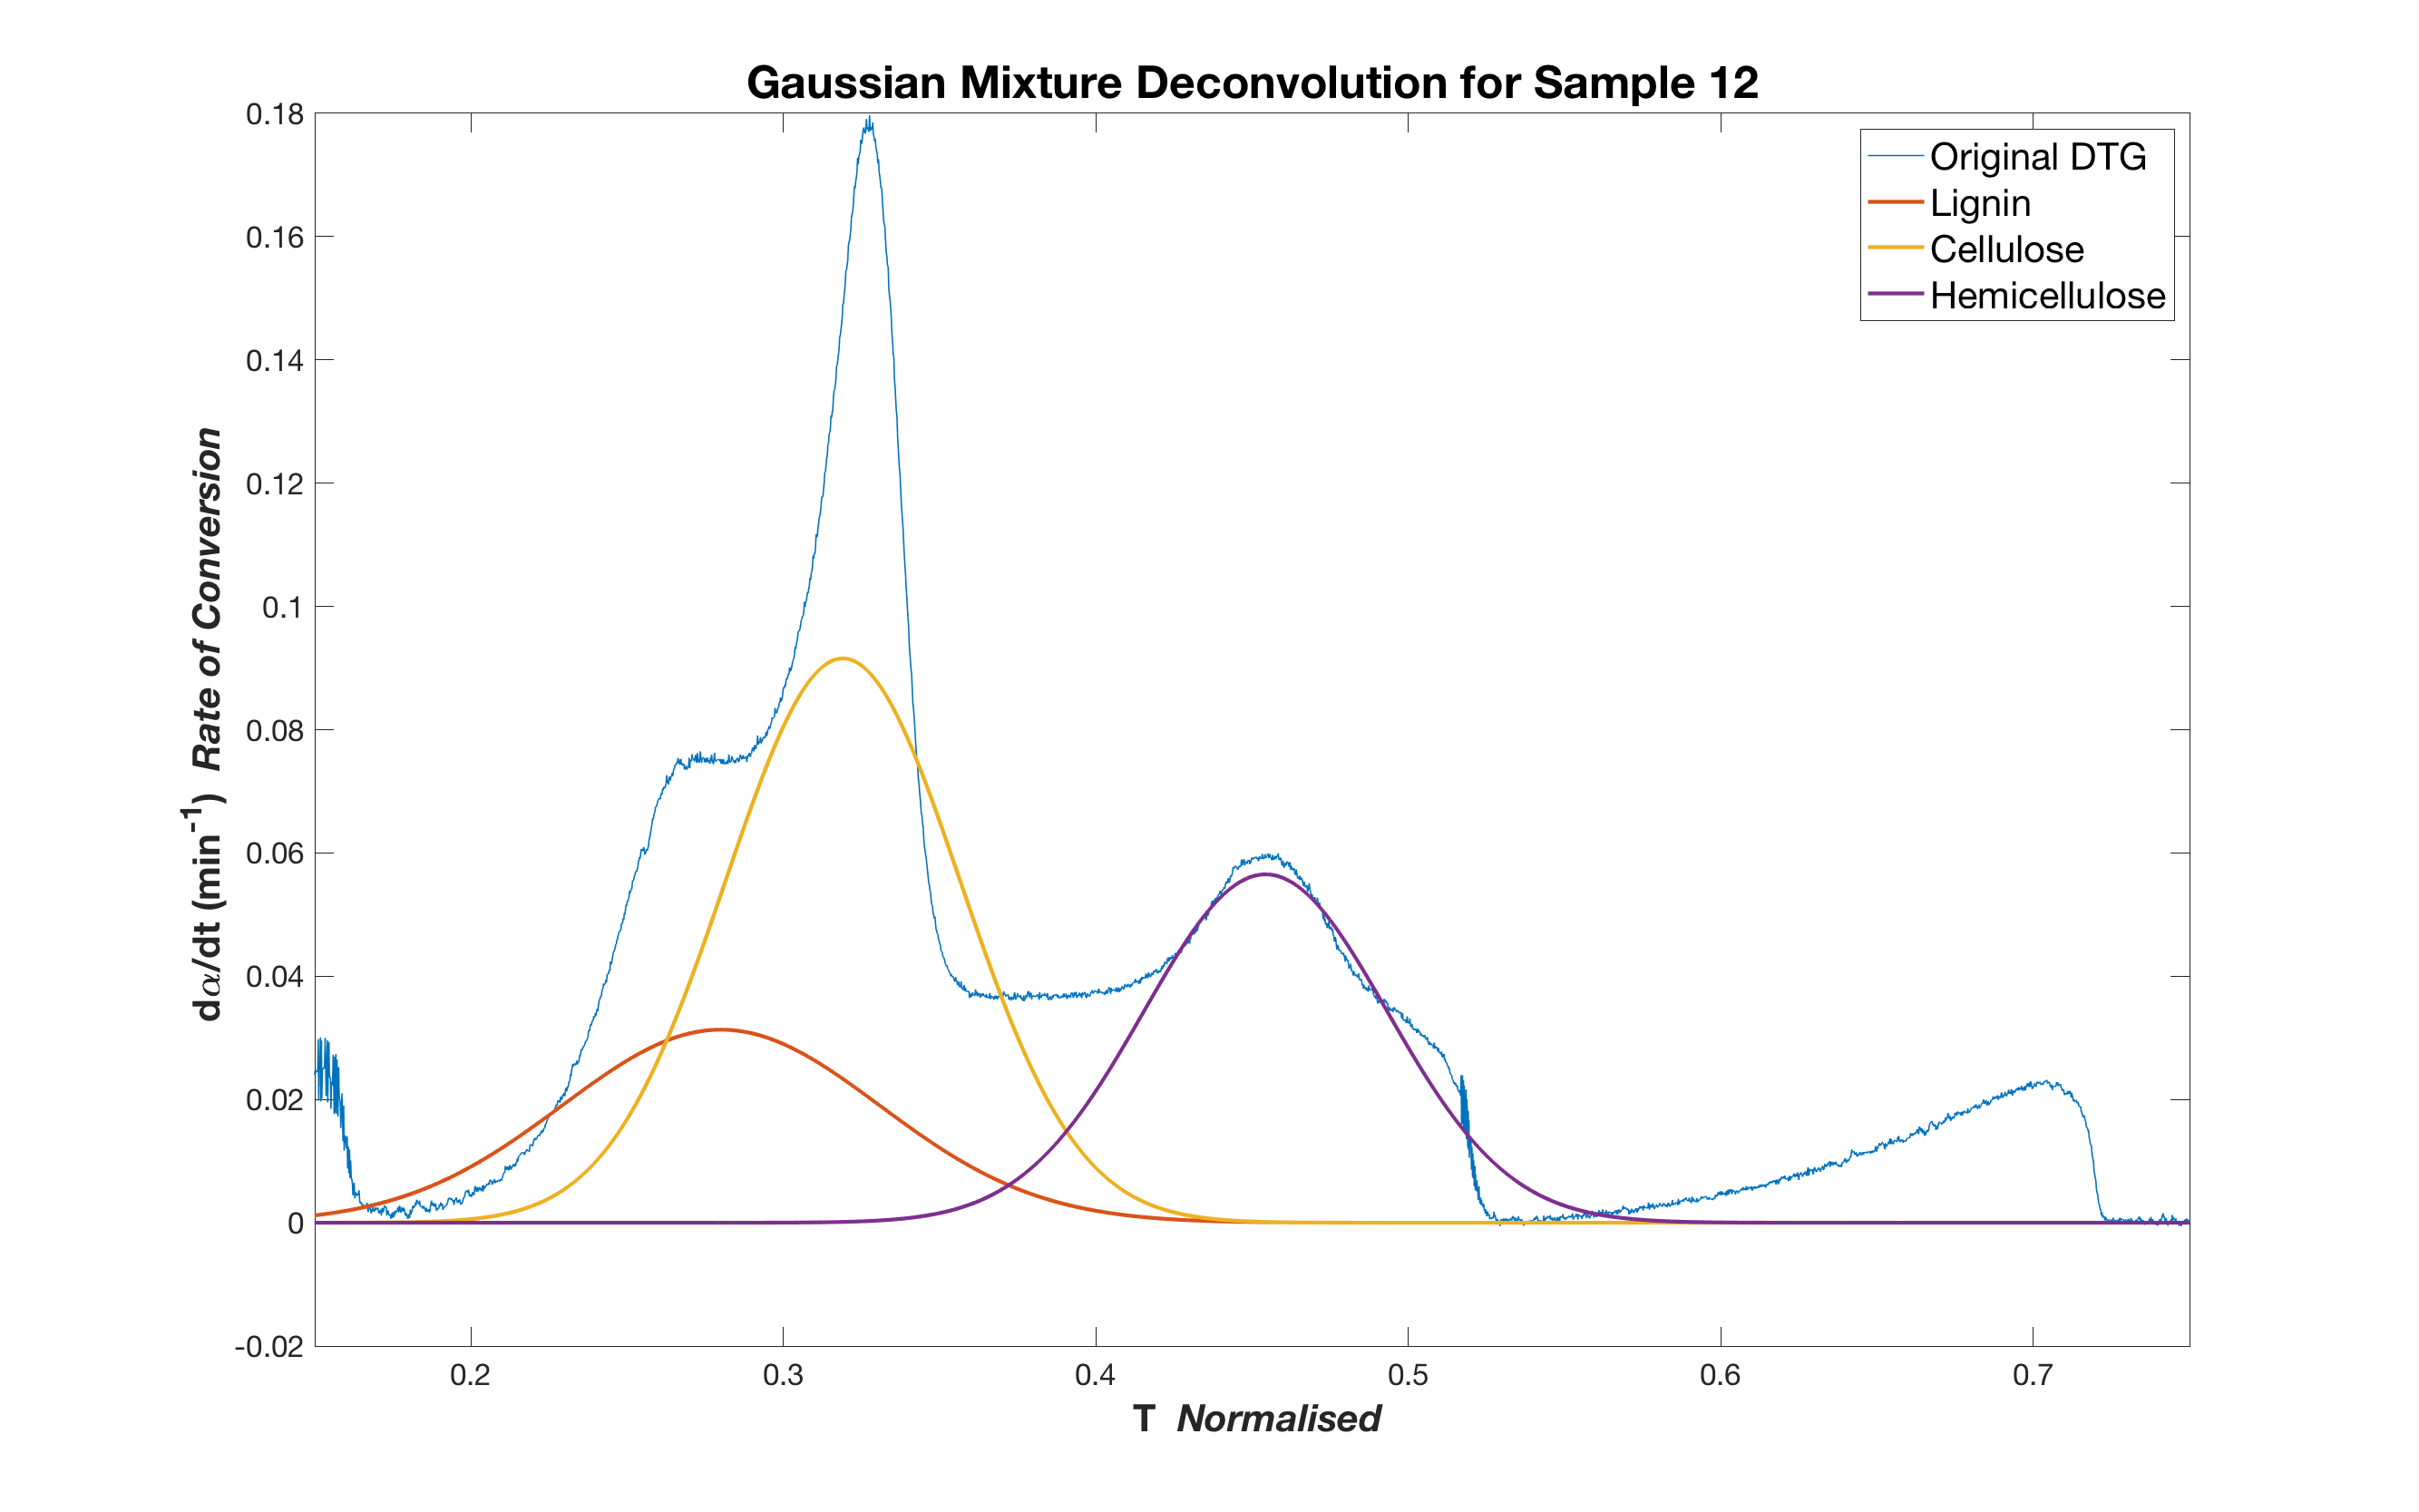 Gaussian Mixture Deconvolution for Sample 12
0.18
0.16
0.14
0.12
0.1
0.08
0.06
0.04
0.02
0
-0.02
dα/dt (min-1) Rate of Conversion
Original DTG
Lignin
Cellulose
Hemicellulose
0.2 0.3 0.4 0.5 0.6 0.7
T Normalised